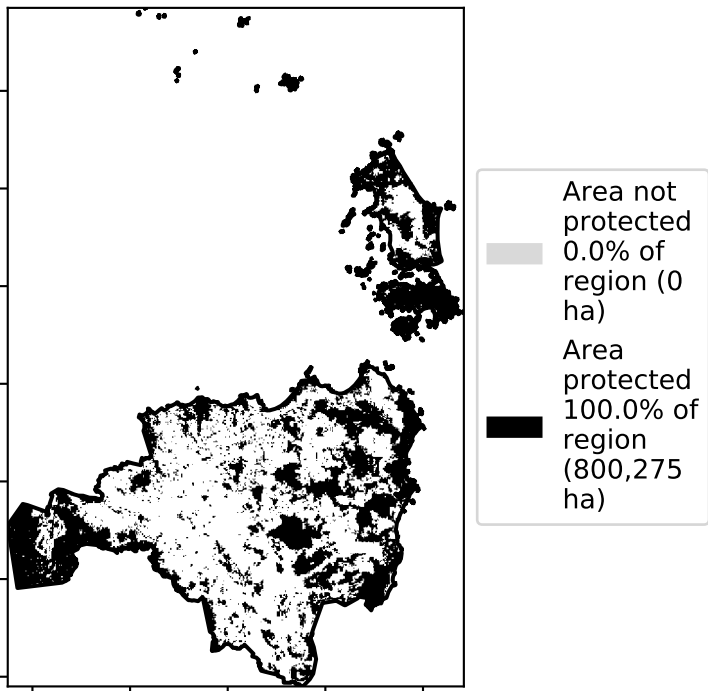 Area not
protected
0.0% of
region (0
ha)
Area
protected
100.0% of
region
(800,275
ha)